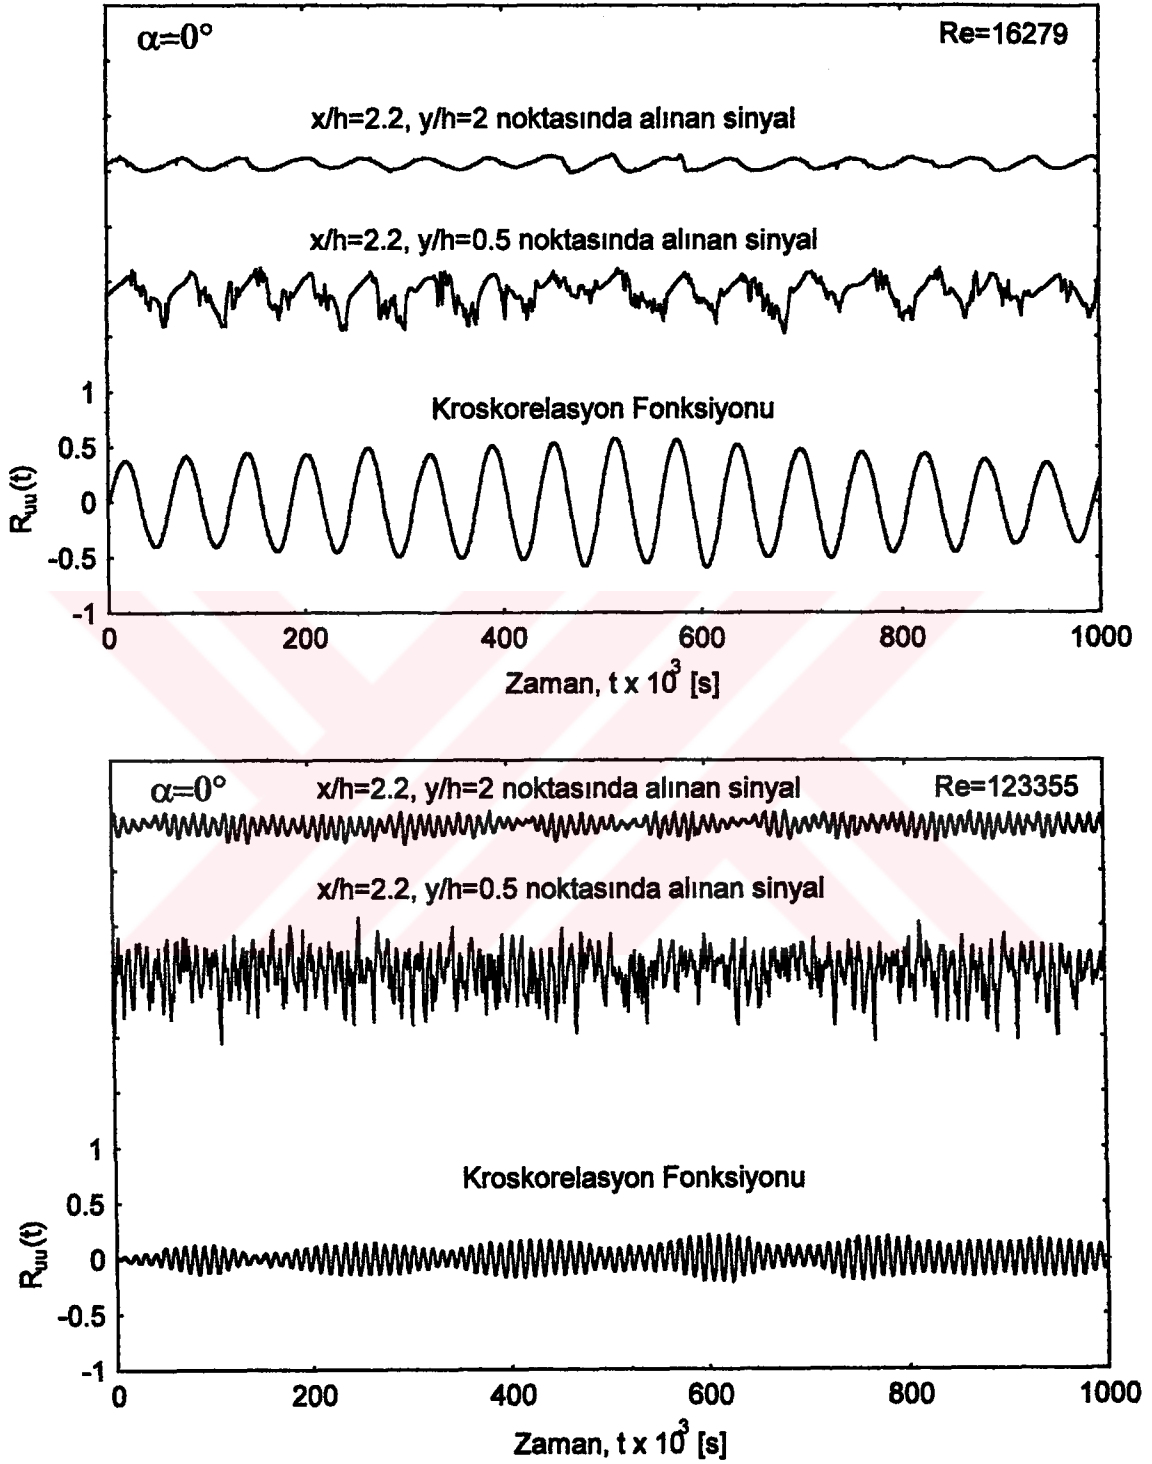 α=0° Re=16279
x/h=2.2, y/h=2 noktasında alınan sinyal
x/h=2.2, y/h=0.5 noktasında alınan sinyal
Kroskorelasyon Fonksiyonu
1
0.5
0
-0.5
-1
Ruu(t)
0 200 400 600 800 1000
Zaman, t x 10³ [s]
α=0° x/h=2.2, y/h=2 noktasında alınan sinyal Re=123355
x/h=2.2, y/h=0.5 noktasında alınan sinyal
Kroskorelasyon Fonksiyonu
1
0.5
0
-0.5
-1
Ruu(t)
0 200 400 600 800 1000
Zaman, t x 10³ [s]